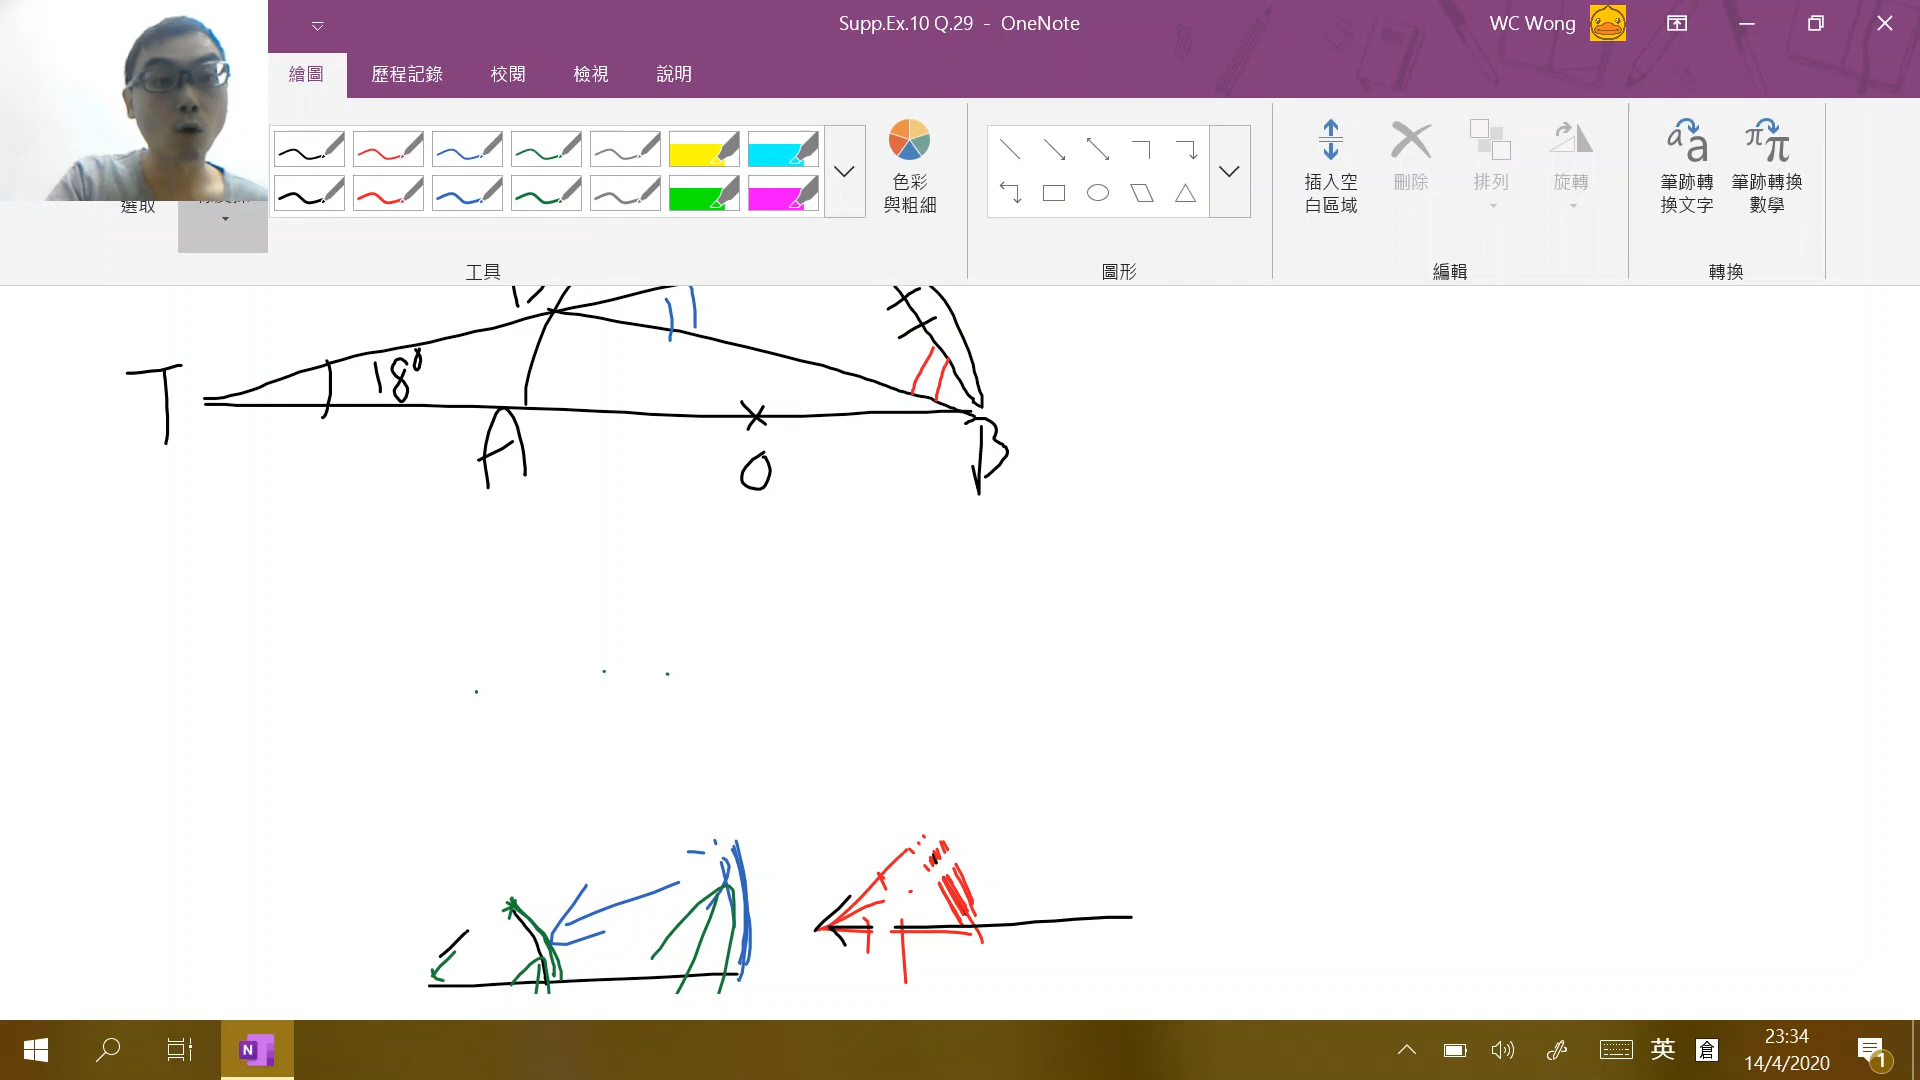 Supp.Ex.10 Q.29 - OneNote
WC Wong
繪圖 歷程記錄 校閱 檢視 說明
選取
色彩
與粗細
插入空
白區域
刪除
排列
旋轉
筆跡轉
換文字
筆跡轉換
數學
工具
圖形
編輯
轉換
T
18°
A
O
B
23:34
英
倉
14/4/2020
1